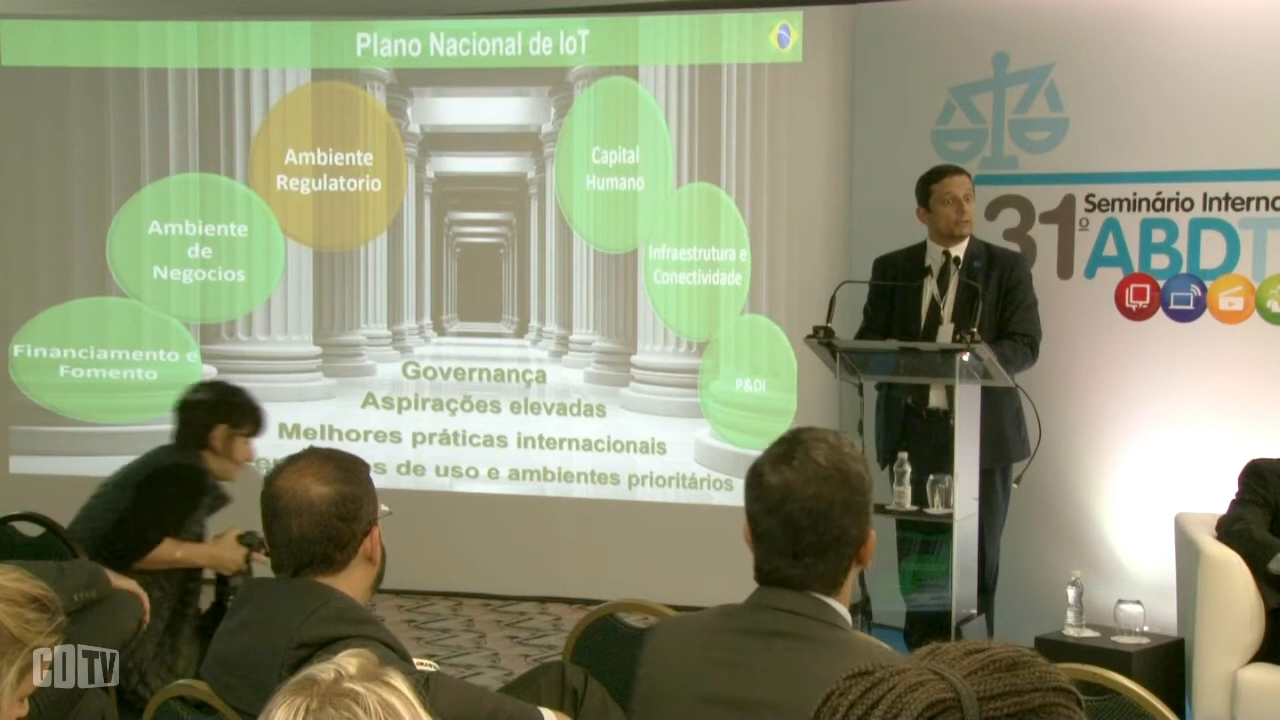 Plano Nacional de IoT
Ambiente
Regulatorio
Capital
Humano
Ambiente
de
Negocios
Infraestrutura e
Conectividade
Financiamento e
Fomento
P&DI
Governança
Aspirações elevadas
Melhores práticas internacionais
de uso e ambientes prioritários
31º
Seminário Interna
ABDT
CDTV